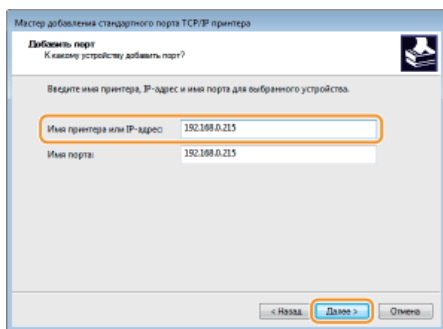 Мастер добавления стандартного порта TCP/IP принтера
Добавить порт
К какому устройству добавить порт?
Введите имя принтера, IP-адрес и имя порта для выбранного устройства.
Имя принтера или IP-адрес: 192.168.0.215
Имя порта: 192.168.0.215
< Назад Далее > Отмена